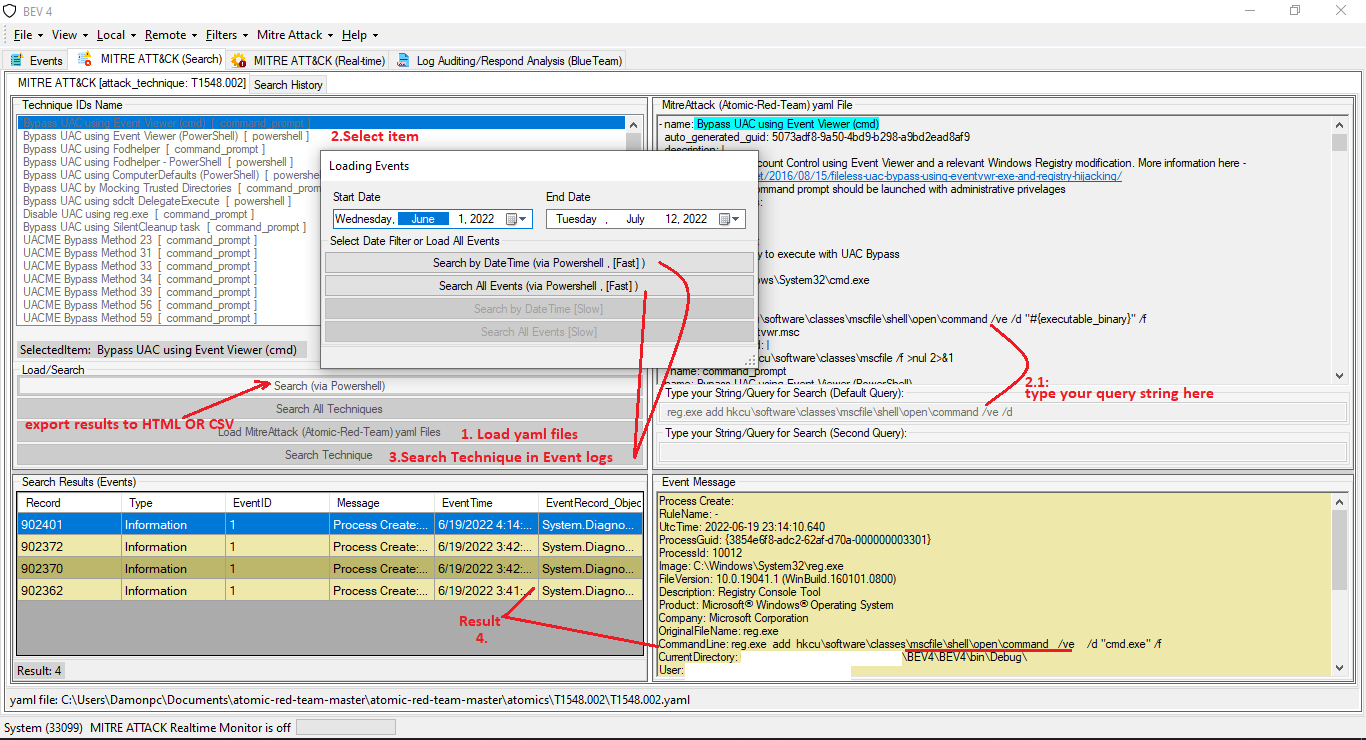 BEV 4
File View Local Remote Filters Mitre Attack Help
Events MITRE ATT&CK (Search) MITRE ATT&CK (Real-time) Log Auditing/Respond Analysis (BlueTeam)
MITRE ATT&CK [attack_technique: T1548.002] Search History
Technique IDs Name
Bypass UAC using Event Viewer (cmd) [ command_prompt ]
Bypass UAC using Event Viewer (PowerShell) [ powershell ]
2.Select item
Bypass UAC using Fodhelper [ command_prompt ]
Bypass UAC using Fodhelper - PowerShell [ powershell ]
Bypass UAC using ComputerDefaults (PowerShell) [ powershe
Bypass UAC by Mocking Trusted Directories [ command_prom
Bypass UAC using sdclt DelegateExecute [ powershell ]
Disable UAC using reg.exe [ command_prompt ]
Bypass UAC using SilentCleanup task [ command_prompt ]
UACME Bypass Method 23 [ command_prompt ]
UACME Bypass Method 31 [ command_prompt ]
UACME Bypass Method 33 [ command_prompt ]
UACME Bypass Method 34 [ command_prompt ]
UACME Bypass Method 39 [ command_prompt ]
UACME Bypass Method 56 [ command_prompt ]
UACME Bypass Method 59 [ command_prompt ]
SelectedItem: Bypass UAC using Event Viewer (cmd)
Loading Events
Start Date End Date
Wednesday, June 1, 2022 Tuesday , July 12, 2022
Select Date Filter or Load All Events
Search by DateTime (via Powershell , [Fast] )
Search All Events (via Powershell , [Fast] )
Search by DateTime [Slow]
Search All Events [Slow]
MitreAttack (Atomic-Red-Team) yaml File
- name: Bypass UAC using Event Viewer (cmd)
auto_generated_guid: 5073adf8-9a50-4bd9-b298-a9bd2ead8af9
description: |
count Control using Event Viewer and a relevant Windows Registry modification. More information here -
et/2016/08/15/fileless-uac-bypass-using-eventvwr-exe-and-registry-hijacking/
ommand prompt should be launched with administrative privelages
s:
y to execute with UAC Bypass
ws\System32\cmd.exe
software\classes\mscfile\shell\open\command /ve /d "#{executable_binary}" /f
tvwr.msc
d: |
cu\software\classes\mscfile /f >nul 2>&1
name: command_prompt
name: Bypass UAC using Event Viewer (PowerShell)
2.1:
type your query string here
Type your String/Query for Search (Default Query):
reg.exe add hkcu\software\classes\mscfile\shell\open\command /ve /d
Type your String/Query for Search (Second Query):
Load/Search
Search (via Powershell)
Search All Techniques
export results to HTML OR CSV
Load MitreAttack (Atomic-Red-Team) yaml Files
1. Load yaml files
Search Technique
3.Search Technique in Event logs
Search Results (Events)
Record Type EventID Message EventTime EventRecord_Objec
902401 Information 1 Process Create:... 6/19/2022 4:14:... System.Diagno...
902372 Information 1 Process Create:... 6/19/2022 3:42:... System.Diagno...
902370 Information 1 Process Create:... 6/19/2022 3:42:... System.Diagno...
902362 Information 1 Process Create:... 6/19/2022 3:41:... System.Diagno...
Result
4.
Result: 4
Event Message
Process Create:
RuleName: -
UtcTime: 2022-06-19 23:14:10.640
ProcessGuid: {3854e6f8-adc2-62af-d70a-000000003301}
ProcessId: 10012
Image: C:\Windows\System32\reg.exe
FileVersion: 10.0.19041.1 (WinBuild.160101.0800)
Description: Registry Console Tool
Product: Microsoft® Windows® Operating System
Company: Microsoft Corporation
OriginalFileName: reg.exe
CommandLine: reg.exe add hkcu\software\classes\mscfile\shell\open\command /ve /d "cmd.exe" /f
CurrentDirectory: \BEV4\BEV4\bin\Debug\
User:
yaml file: C:\Users\Damonpc\Documents\atomic-red-team-master\atomic-red-team-master\atomics\T1548.002\T1548.002.yaml
System (33099) MITRE ATTACK Realtime Monitor is off